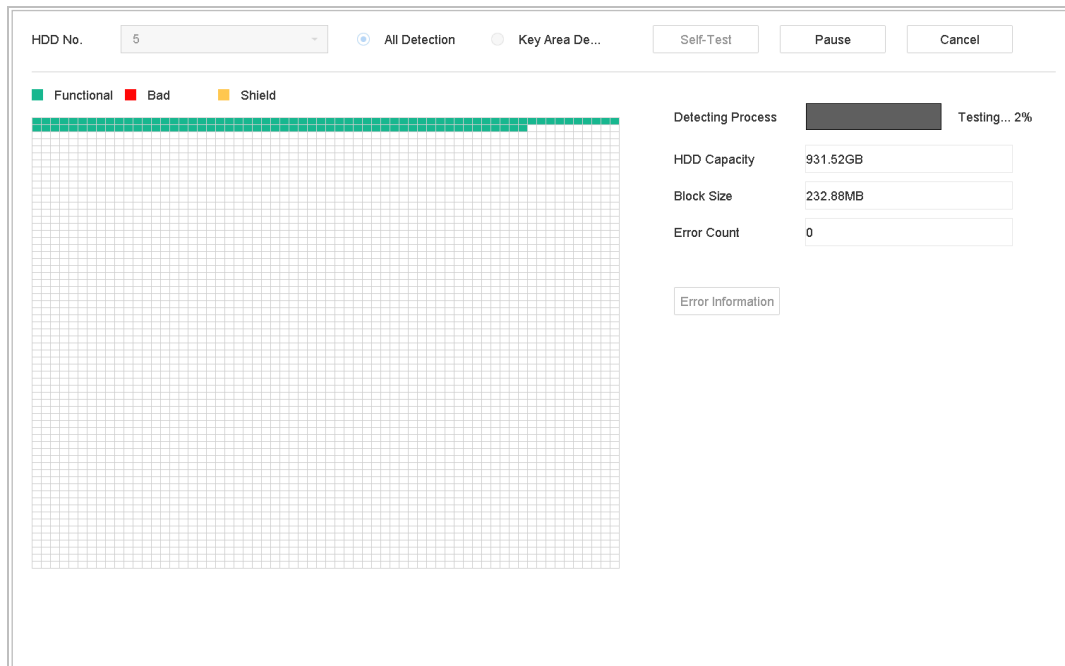 HDD No. 5 All Detection Key Area De... Self-Test Pause Cancel
Functional Bad Shield
Detecting Process Testing... 2%
HDD Capacity 931.52GB
Block Size 232.88MB
Error Count 0
Error Information